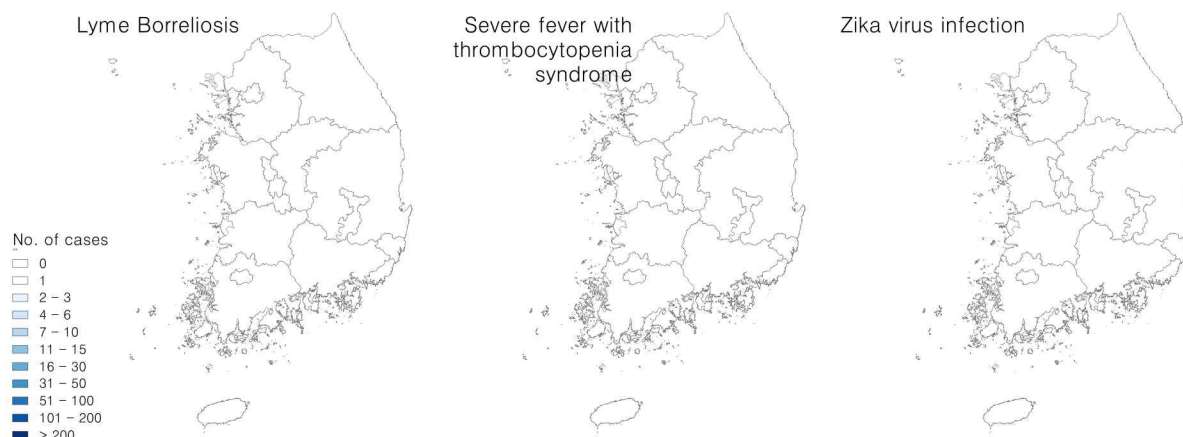 Lyme Borreliosis
Severe fever with
thrombocytopenia
syndrome
Zika virus infection
No. of cases
0
1
2 – 3
4 – 6
7 – 10
11 – 15
16 – 30
31 – 50
51 – 100
101 – 200
> 200